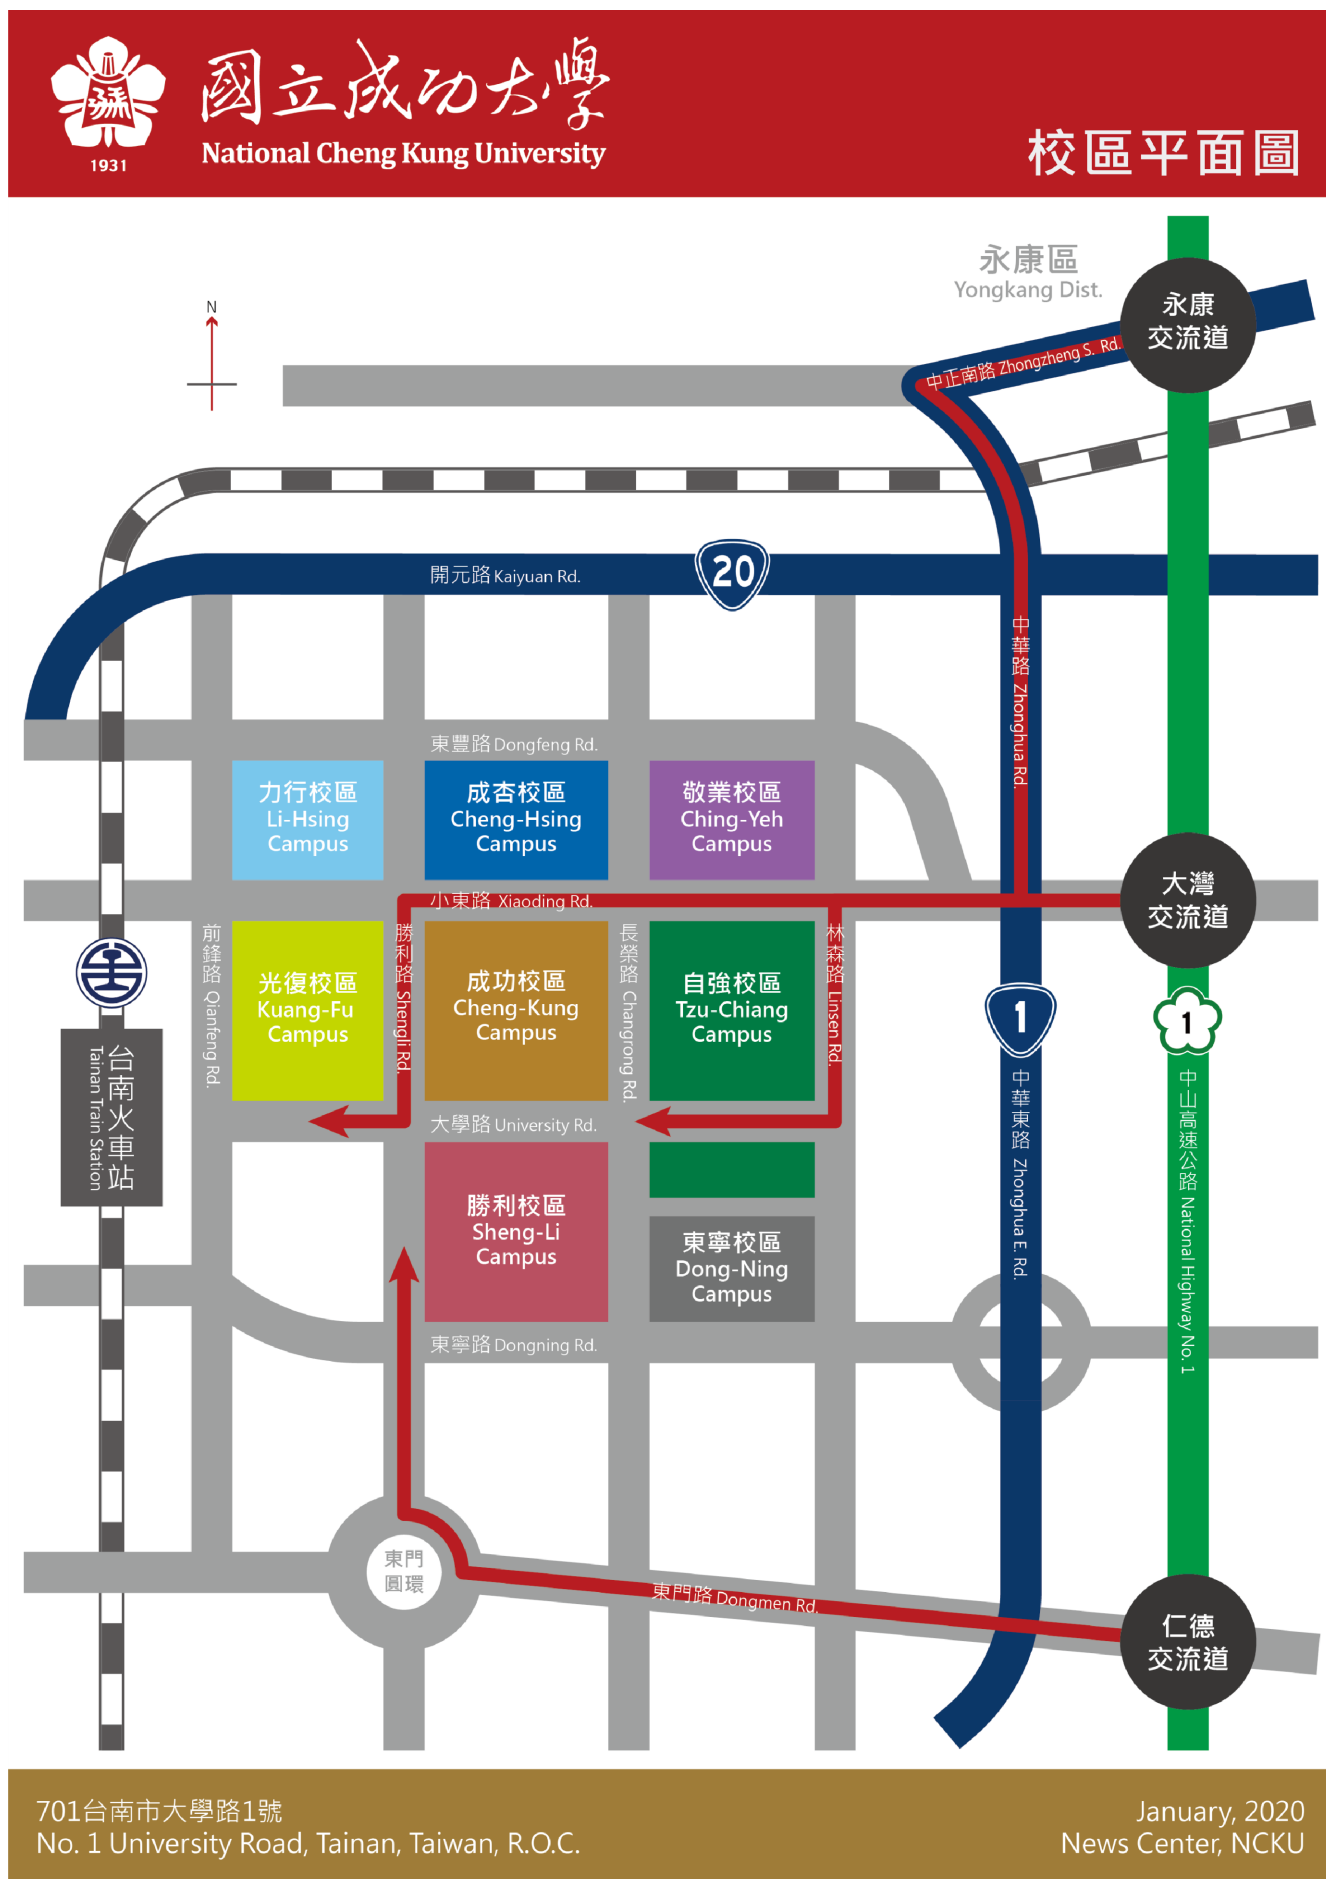 國立成功大學
National Cheng Kung University
1931
校區平面圖
永康區
Yongkang Dist.
永康
交流道
N
中正南路 Zhongzheng S. Rd.
開元路 Kaiyuan Rd.
20
中華路 Zhonghua Rd.
東豐路 Dongfeng Rd.
力行校區
Li-Hsing
Campus
成杏校區
Cheng-Hsing
Campus
敬業校區
Ching-Yeh
Campus
小東路 Xiaoding Rd.
大灣
交流道
前鋒路 Qianfeng Rd.
光復校區
Kuang-Fu
Campus
勝利路 Shengli Rd.
成功校區
Cheng-Kung
Campus
長榮路 Changrong Rd.
自強校區
Tzu-Chiang
Campus
林森路 Linsen Rd.
1
1
台南火車站
Tainan Train Station
大學路 University Rd.
中華東路 Zhonghua E. Rd.
中山高速公路 National Highway No. 1
勝利校區
Sheng-Li
Campus
東寧校區
Dong-Ning
Campus
東寧路 Dongning Rd.
東門
圓環
東門路 Dongmen Rd.
仁德
交流道
701台南市大學路1號
No. 1 University Road, Tainan, Taiwan, R.O.C.
January, 2020
News Center, NCKU